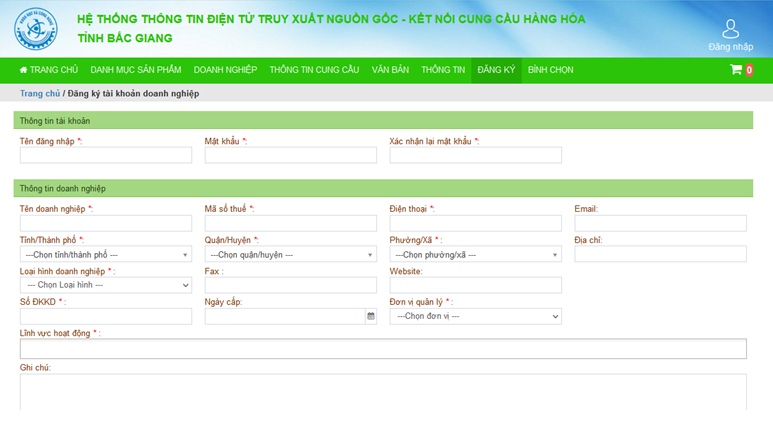 HỆ THỐNG THÔNG TIN ĐIỆN TỬ TRUY XUẤT NGUỒN GỐC - KẾT NỐI CUNG CẦU HÀNG HÓA
TỈNH BẮC GIANG
Đăng nhập
TRANG CHỦ DANH MỤC SẢN PHẨM DOANH NGHIỆP THÔNG TIN CUNG CẦU VĂN BẢN THÔNG TIN ĐĂNG KÝ BÌNH CHỌN 0
Trang chủ / Đăng ký tài khoản doanh nghiệp
Thông tin tài khoản
Tên đăng nhập *: Mật khẩu *: Xác nhận lại mật khẩu *:
Thông tin doanh nghiệp
Tên doanh nghiệp *: Mã số thuế *: Điện thoại *: Email:
Tỉnh/Thành phố *: Quận/Huyện *: Phường/Xã * : Địa chỉ:
---Chọn tỉnh/thành phố --- ---Chọn quận/huyện --- ---Chọn phường/xã ---
Loại hình doanh nghiệp * : Fax : Website:
--- Chọn Loại hình ---
Số ĐKKD * : Ngày cấp: Đơn vị quản lý * :
---Chọn đơn vị ---
Lĩnh vực hoạt động * :
Ghi chú: